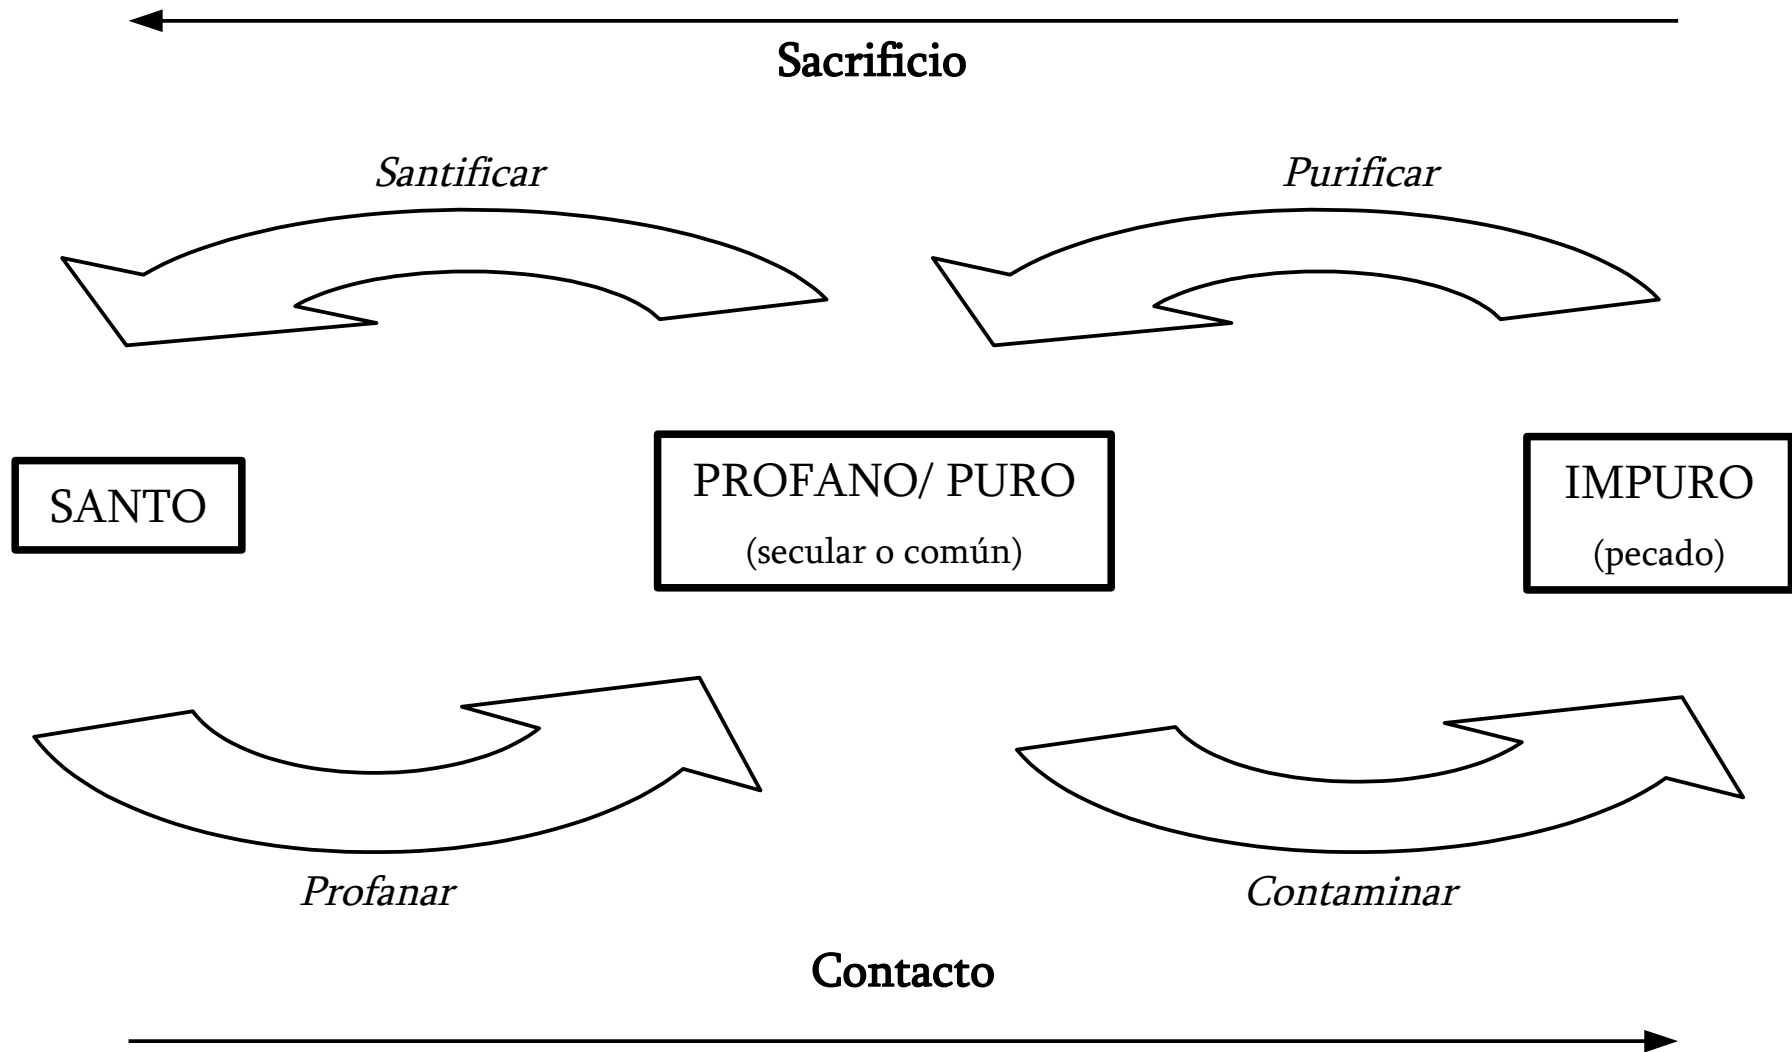 Sacrificio
Santificar
Purificar
SANTO
PROFANO/ PURO
(secular o común)
IMPURO
(pecado)
Profanar
Contaminar
Contacto